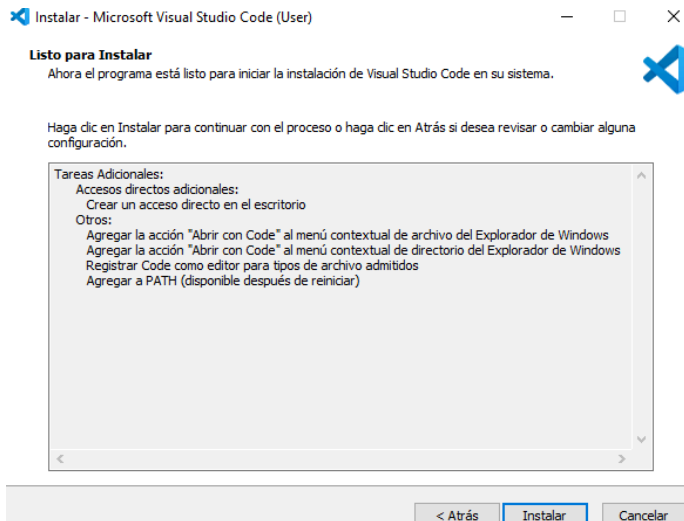 Instalar - Microsoft Visual Studio Code (User)
Listo para Instalar
Ahora el programa está listo para iniciar la instalación de Visual Studio Code en su sistema.
Haga clic en Instalar para continuar con el proceso o haga clic en Atrás si desea revisar o cambiar alguna
configuración.
Tareas Adicionales:
Accesos directos adicionales:
Crear un acceso directo en el escritorio
Otros:
Agregar la acción "Abrir con Code" al menú contextual de archivo del Explorador de Windows
Agregar la acción "Abrir con Code" al menú contextual de directorio del Explorador de Windows
Registrar Code como editor para tipos de archivo admitidos
Agregar a PATH (disponible después de reiniciar)
< Atrás Instalar Cancelar